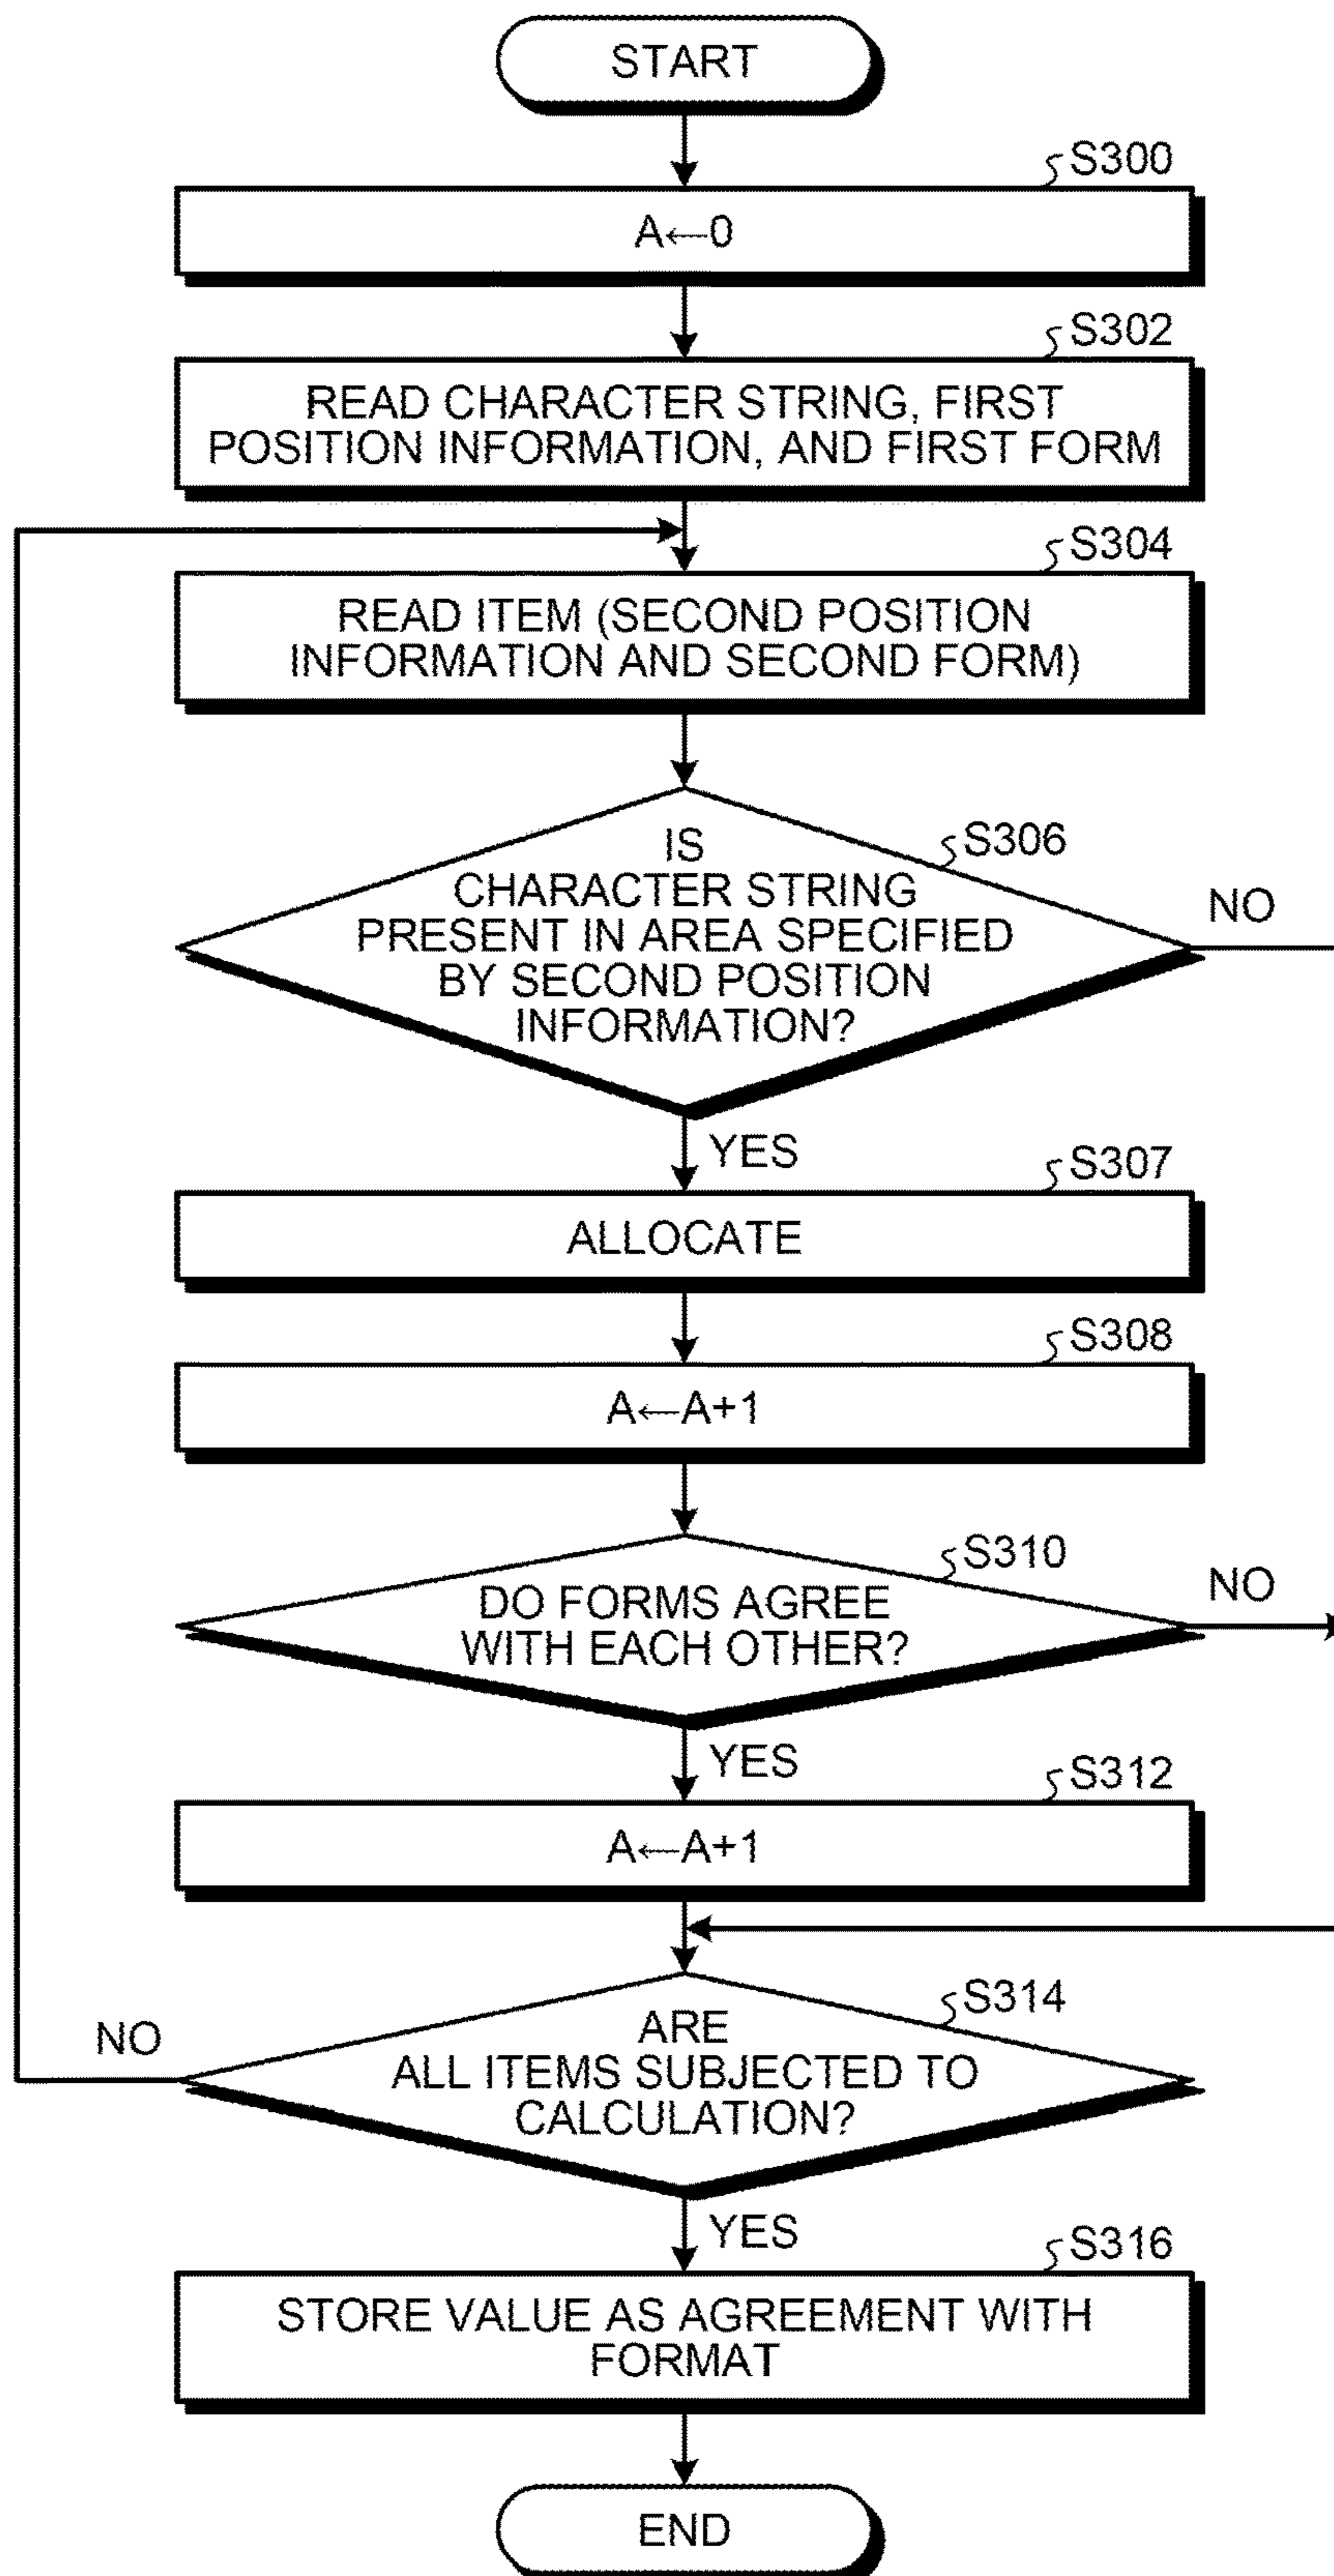 START
S300
A←0
S302
READ CHARACTER STRING, FIRST
POSITION INFORMATION, AND FIRST FORM
S304
READ ITEM (SECOND POSITION
INFORMATION AND SECOND FORM)
S306
IS
CHARACTER STRING
PRESENT IN AREA SPECIFIED
BY SECOND POSITION
INFORMATION?
NO
YES
S307
ALLOCATE
S308
A←A+1
S310
DO FORMS AGREE
WITH EACH OTHER?
NO
YES
S312
A←A+1
S314
ARE
ALL ITEMS SUBJECTED TO
CALCULATION?
NO
YES
S316
STORE VALUE AS AGREEMENT WITH
FORMAT
END